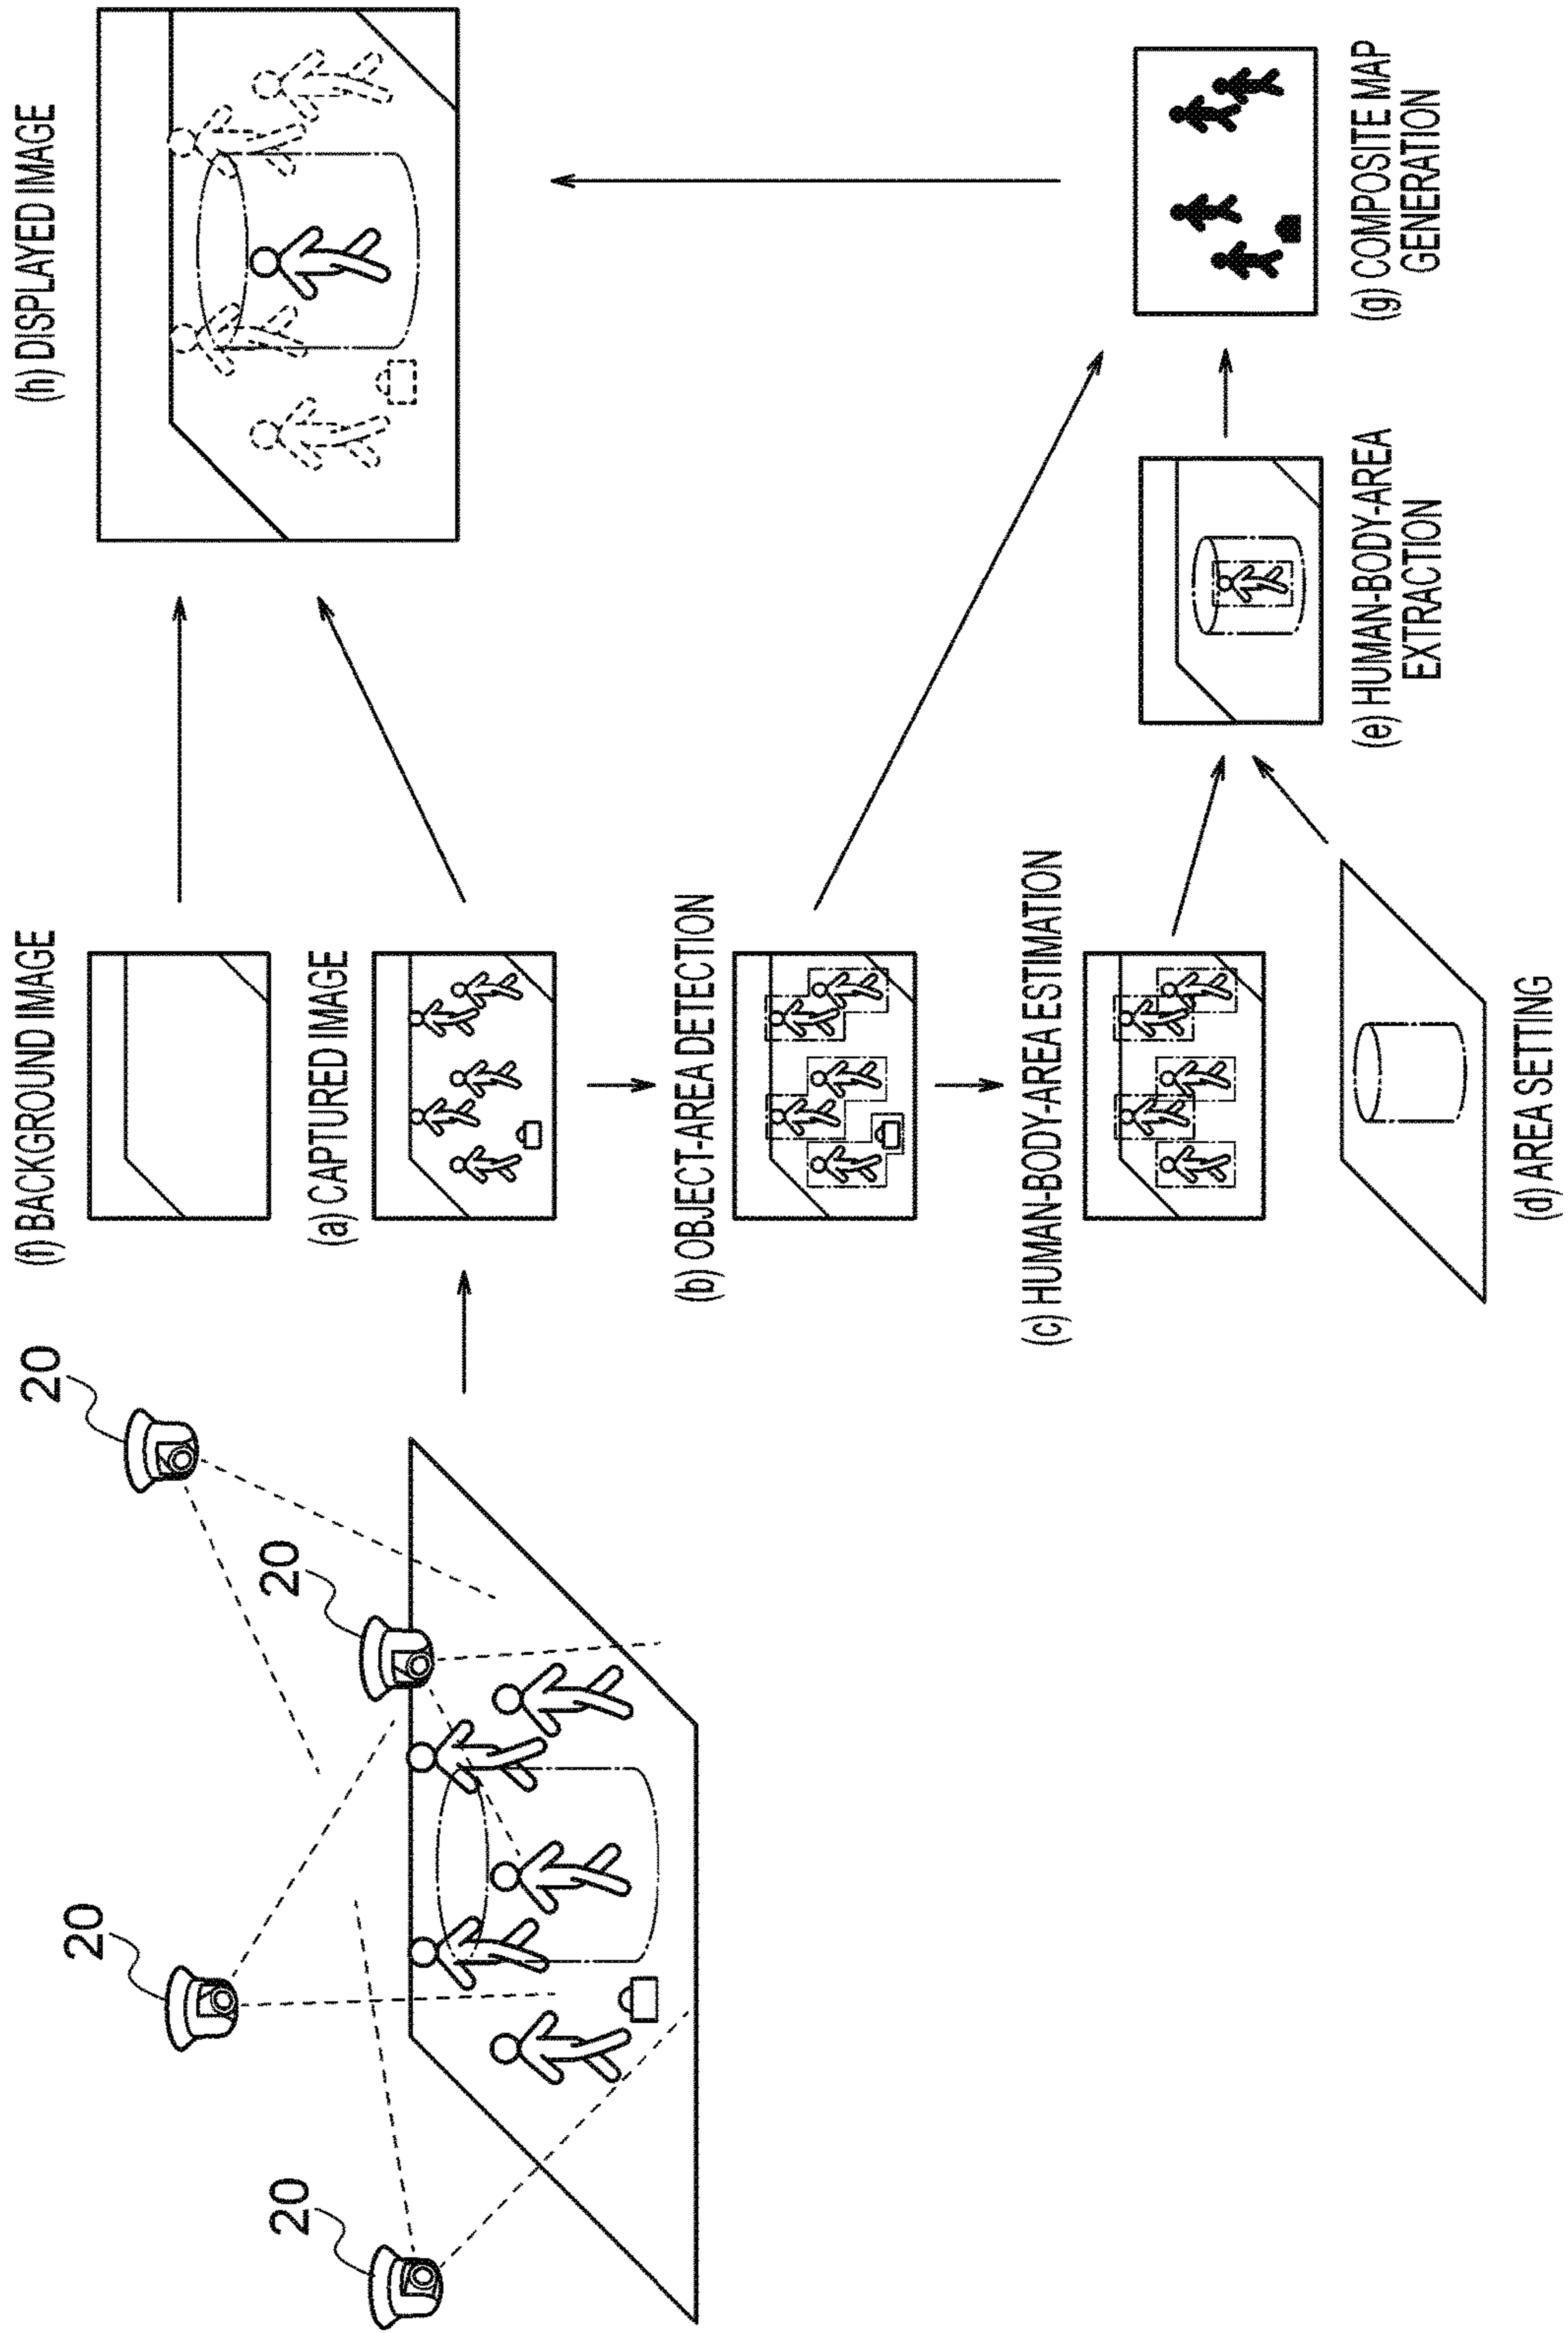 20
20
20
20
(f) BACKGROUND IMAGE
(a) CAPTURED IMAGE
(b) OBJECT-AREA DETECTION
(c) HUMAN-BODY-AREA ESTIMATION
(d) AREA SETTING
(e) HUMAN-BODY-AREA
EXTRACTION
(g) COMPOSITE MAP
GENERATION
(h) DISPLAYED IMAGE